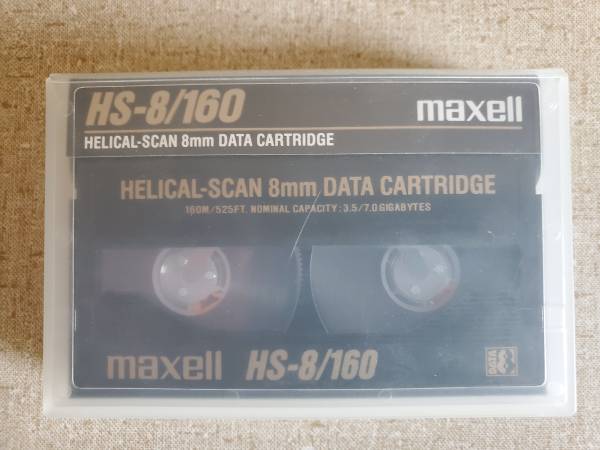 HS-8/160 maxell
HELICAL-SCAN 8mm DATA CARTRIDGE
HELICAL-SCAN 8mm DATA CARTRIDGE
160M/525FT. NOMINAL CAPACITY: 3.5/7.0 GIGABYTES
maxell HS-8/160 DATA